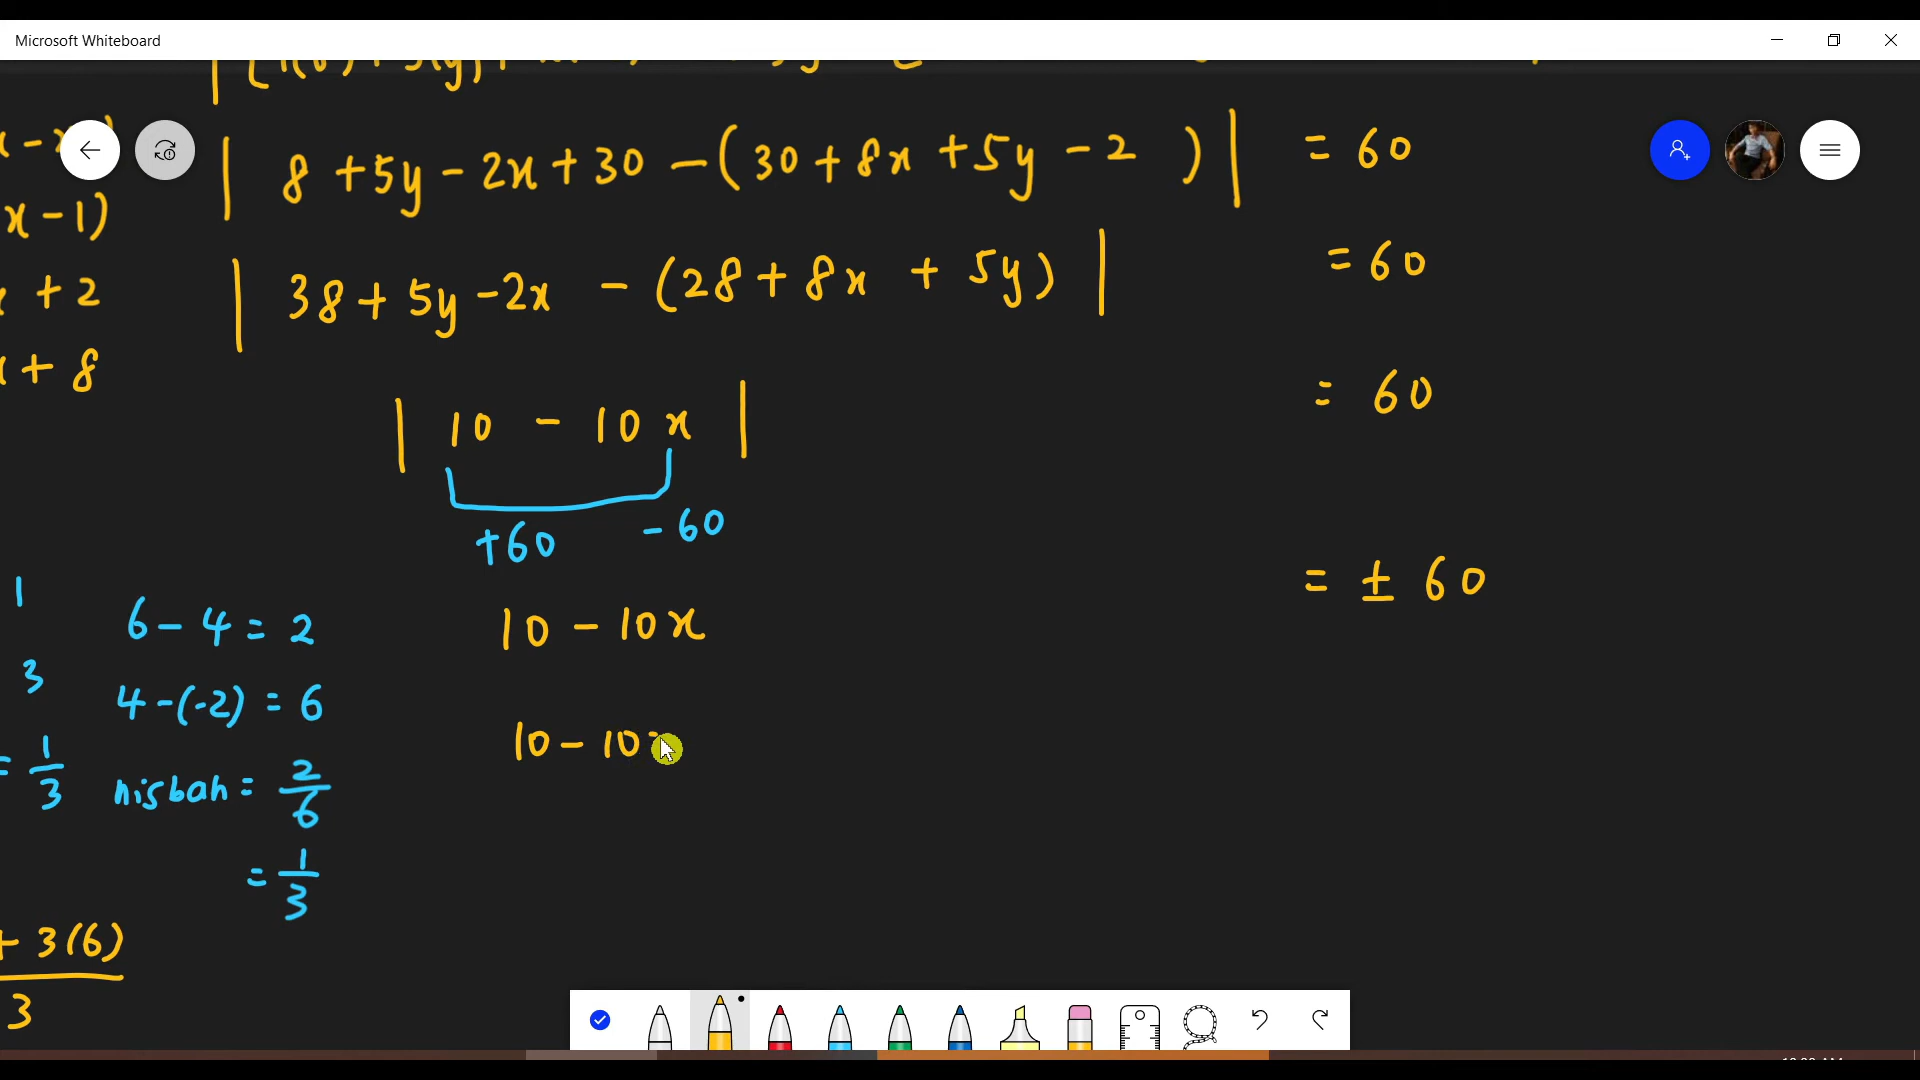 Microsoft Whiteboard
| 8 + 5y - 2x + 30 - (30 + 8x + 5y - 2 ) | = 60
x - 1)
| 38 + 5y - 2x - (28 + 8x + 5y) | = 60
+ 2
+ 8
| 10 - 10x | = 60
+60 - 60
= ± 60
1
6 - 4 = 2
10 - 10x
3
4 - (-2) = 6
10 - 10
= 1/3
nisbah = 2/6
= 1/3
+ 3(6)
3